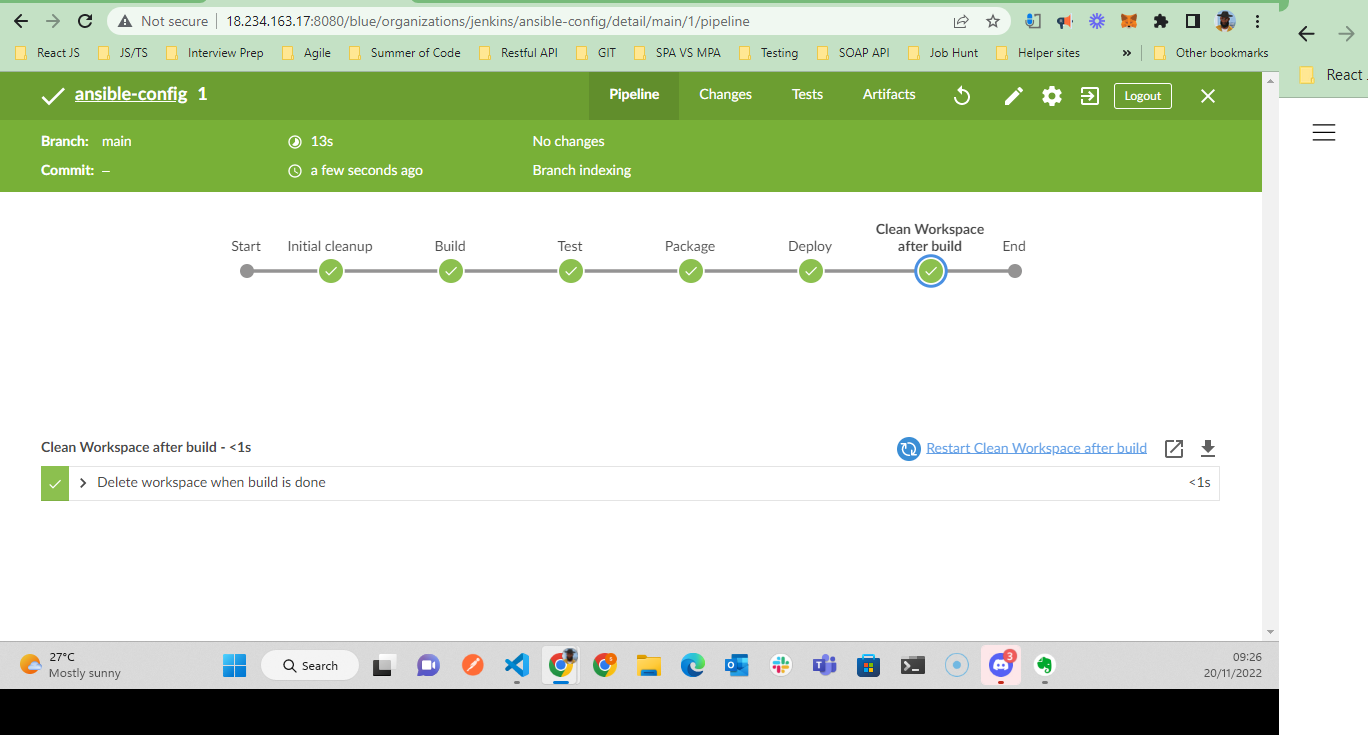 Not secure 18.234.163.17:8080/blue/organizations/jenkins/ansible-config/detail/main/1/pipeline
React JS JS/TS Interview Prep Agile Summer of Code Restful API GIT SPA VS MPA Testing SOAP API Job Hunt Helper sites » Other bookmarks
React
ansible-config 1 Pipeline Changes Tests Artifacts Logout
Branch: main 13s No changes
Commit: – a few seconds ago Branch indexing
Clean Workspace
Start Initial cleanup Build Test Package Deploy after build End
Clean Workspace after build - <1s Restart Clean Workspace after build
Delete workspace when build is done <1s
27°C
Mostly sunny
Search
3
09:26
20/11/2022